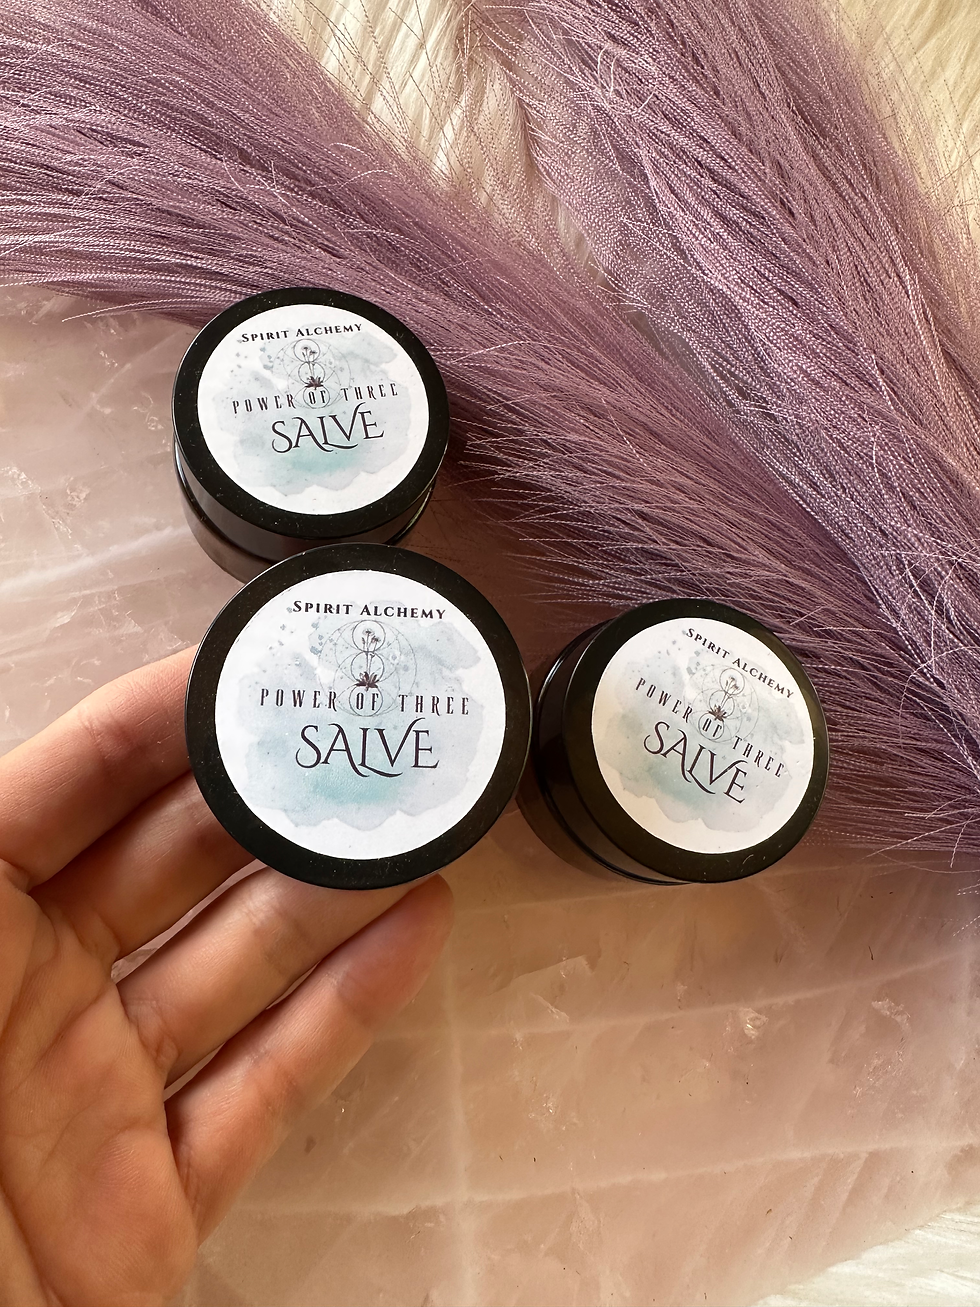 SPIRIT ALCHEMY
POWER OF THREE
SALVE
SPIRIT ALCHEMY
POWER OF THREE
SALVE
SPIRIT ALCHEMY
POWER OF THREE
SALVE